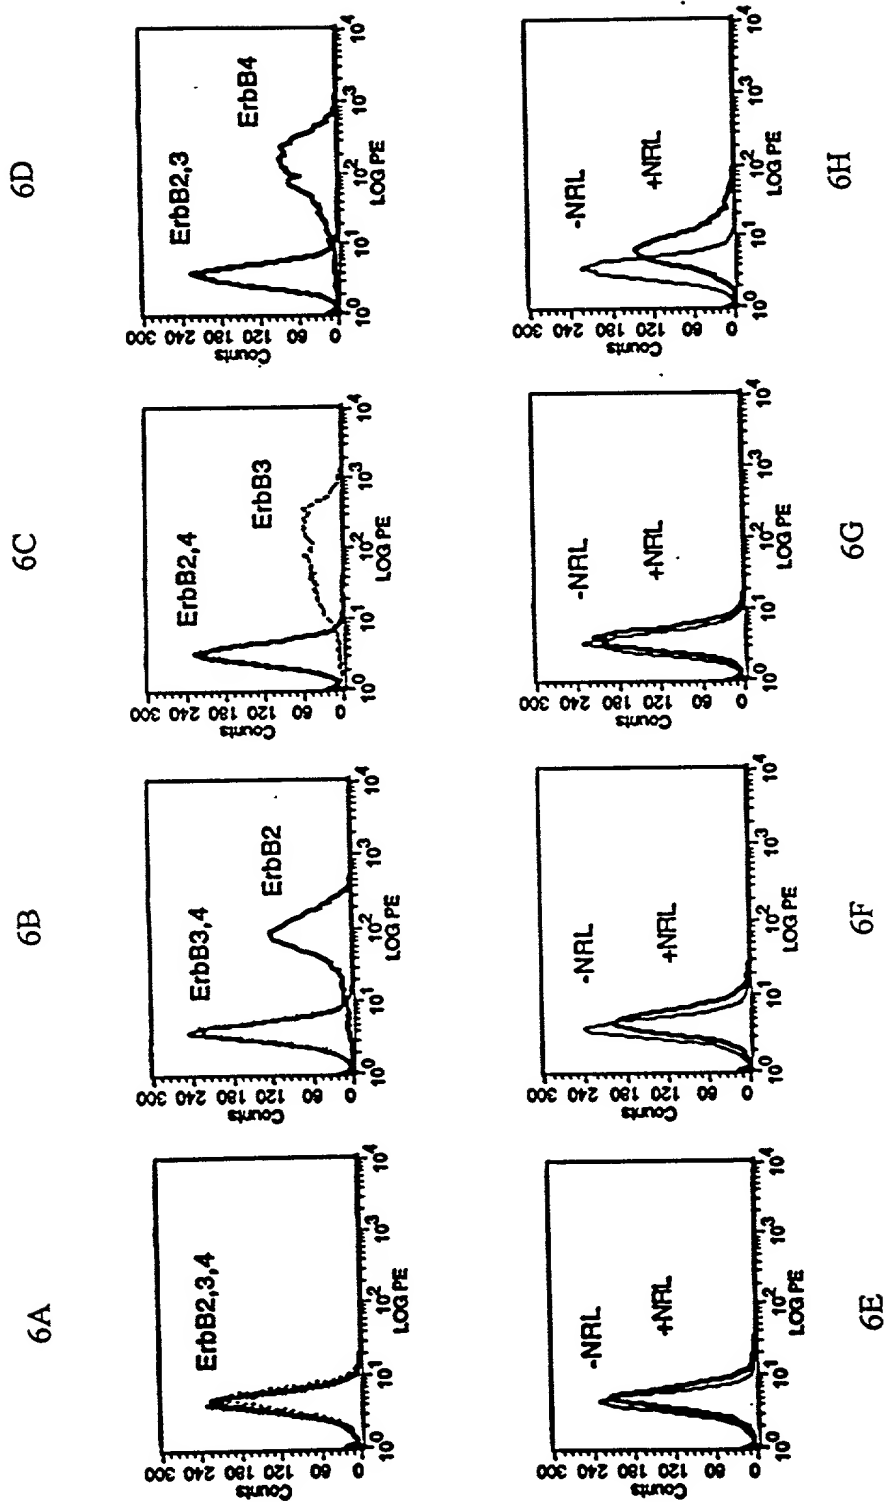 6A
Counts
0 60 120 180 240 300
ErbB2,3,4
10⁰ 10¹ 10² 10³ 10⁴
LOG PE
6B
Counts
0 60 120 180 240 300
ErbB3,4
ErbB2
10⁰ 10¹ 10² 10³ 10⁴
LOG PE
6C
Counts
0 60 120 180 240 300
ErbB2,4
ErbB3
10⁰ 10¹ 10² 10³ 10⁴
LOG PE
6D
Counts
0 60 120 180 240 300
ErbB2,3
ErbB4
10⁰ 10¹ 10² 10³ 10⁴
LOG PE
Counts
0 60 120 180 240 300
-NRL
+NRL
10⁰ 10¹ 10² 10³ 10⁴
LOG PE
6E
Counts
0 60 120 180 240 300
-NRL
+NRL
10⁰ 10¹ 10² 10³ 10⁴
LOG PE
6F
Counts
0 60 120 180 240 300
-NRL
+NRL
10⁰ 10¹ 10² 10³ 10⁴
LOG PE
6G
Counts
0 60 120 180 240 300
-NRL
+NRL
10⁰ 10¹ 10² 10³ 10⁴
LOG PE
6H